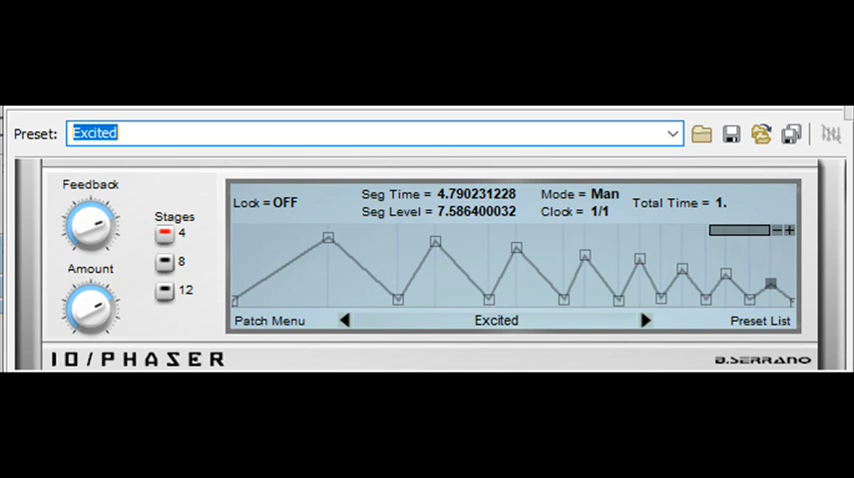 Preset: Excited
Feedback
Stages
4
8
12
Amount
Lock = OFF
Seg Time = 4.790231228
Seg Level = 7.586400032
Mode = Man
Clock = 1/1
Total Time = 1.
Patch Menu
Excited
Preset List
IO/PHASER
B.SERRANO